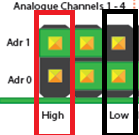 Analogue Channels 1 - 4
Adr 1
Adr 0
High Low